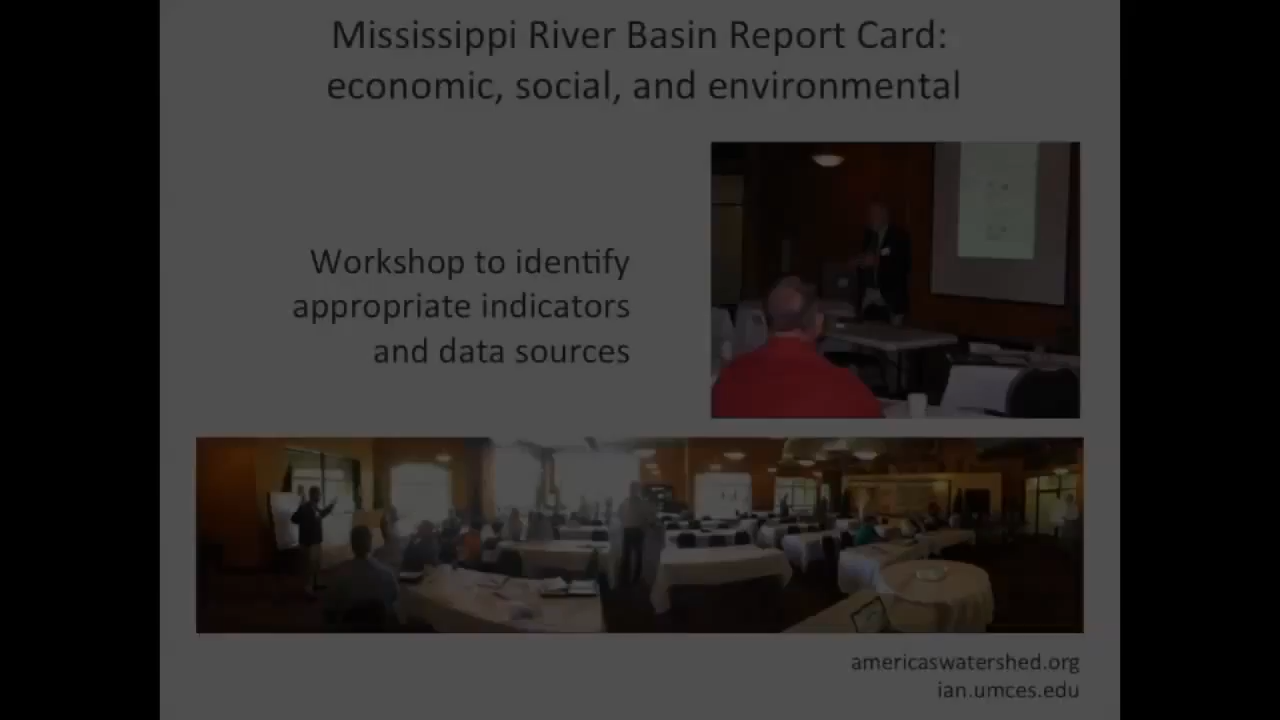 Mississippi River Basin Report Card:
economic, social, and environmental
Workshop to identify
appropriate indicators
and data sources
americaswatershed.org
ian.umces.edu